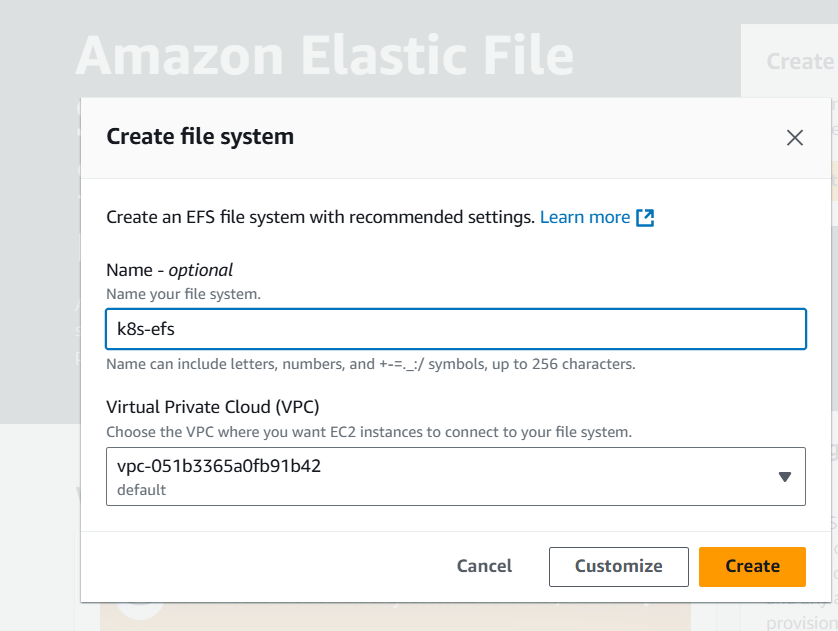 Amazon Elastic File
Create
Create file system
Create an EFS file system with recommended settings. Learn more
Name - optional
Name your file system.
k8s-efs
Name can include letters, numbers, and +-=._:/ symbols, up to 256 characters.
Virtual Private Cloud (VPC)
Choose the VPC where you want EC2 instances to connect to your file system.
vpc-051b3365a0fb91b42
default
Cancel
Customize
Create
provision